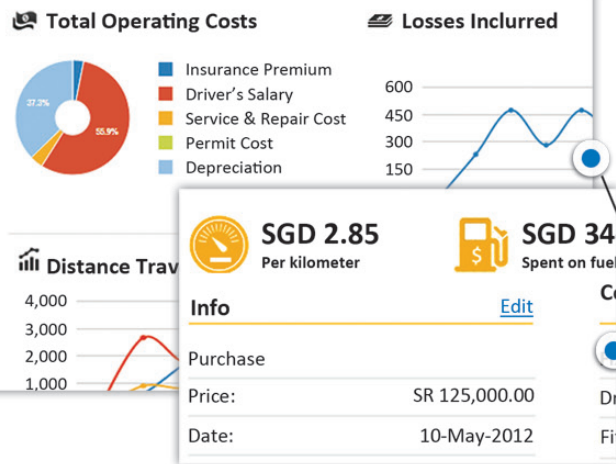 Total Operating Costs
Losses Inclurred
37.3%
55.9%
Insurance Premium
Driver's Salary
Service & Repair Cost
Permit Cost
Depreciation
600
450
300
150
SGD 2.85
Per kilometer
$
SGD 34
Spent on fuel
Distance Trav
4,000
3,000
2,000
1,000
Info
Edit
Purchase
Price:
SR 125,000.00
Date:
10-May-2012